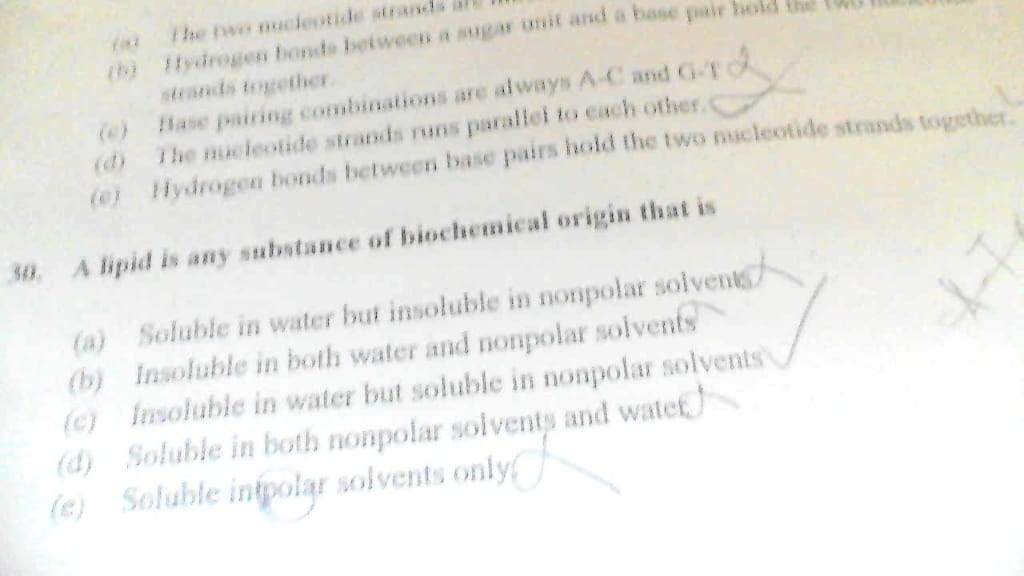 (a) The two nucleotide strands are
(b) Hydrogen bonds between a sugar unit and a base pair hold the two
strands together.
(c) Base pairing combinations are always A-C and G-T
(d) The nucleotide strands runs parallel to each other.
(e) Hydrogen bonds between base pairs hold the two nucleotide strands together.
30. A lipid is any substance of biochemical origin that is
(a) Soluble in water but insoluble in nonpolar solvents
(b) Insoluble in both water and nonpolar solvents
(c) Insoluble in water but soluble in nonpolar solvents
(d) Soluble in both nonpolar solvents and water
(e) Soluble in polar solvents only